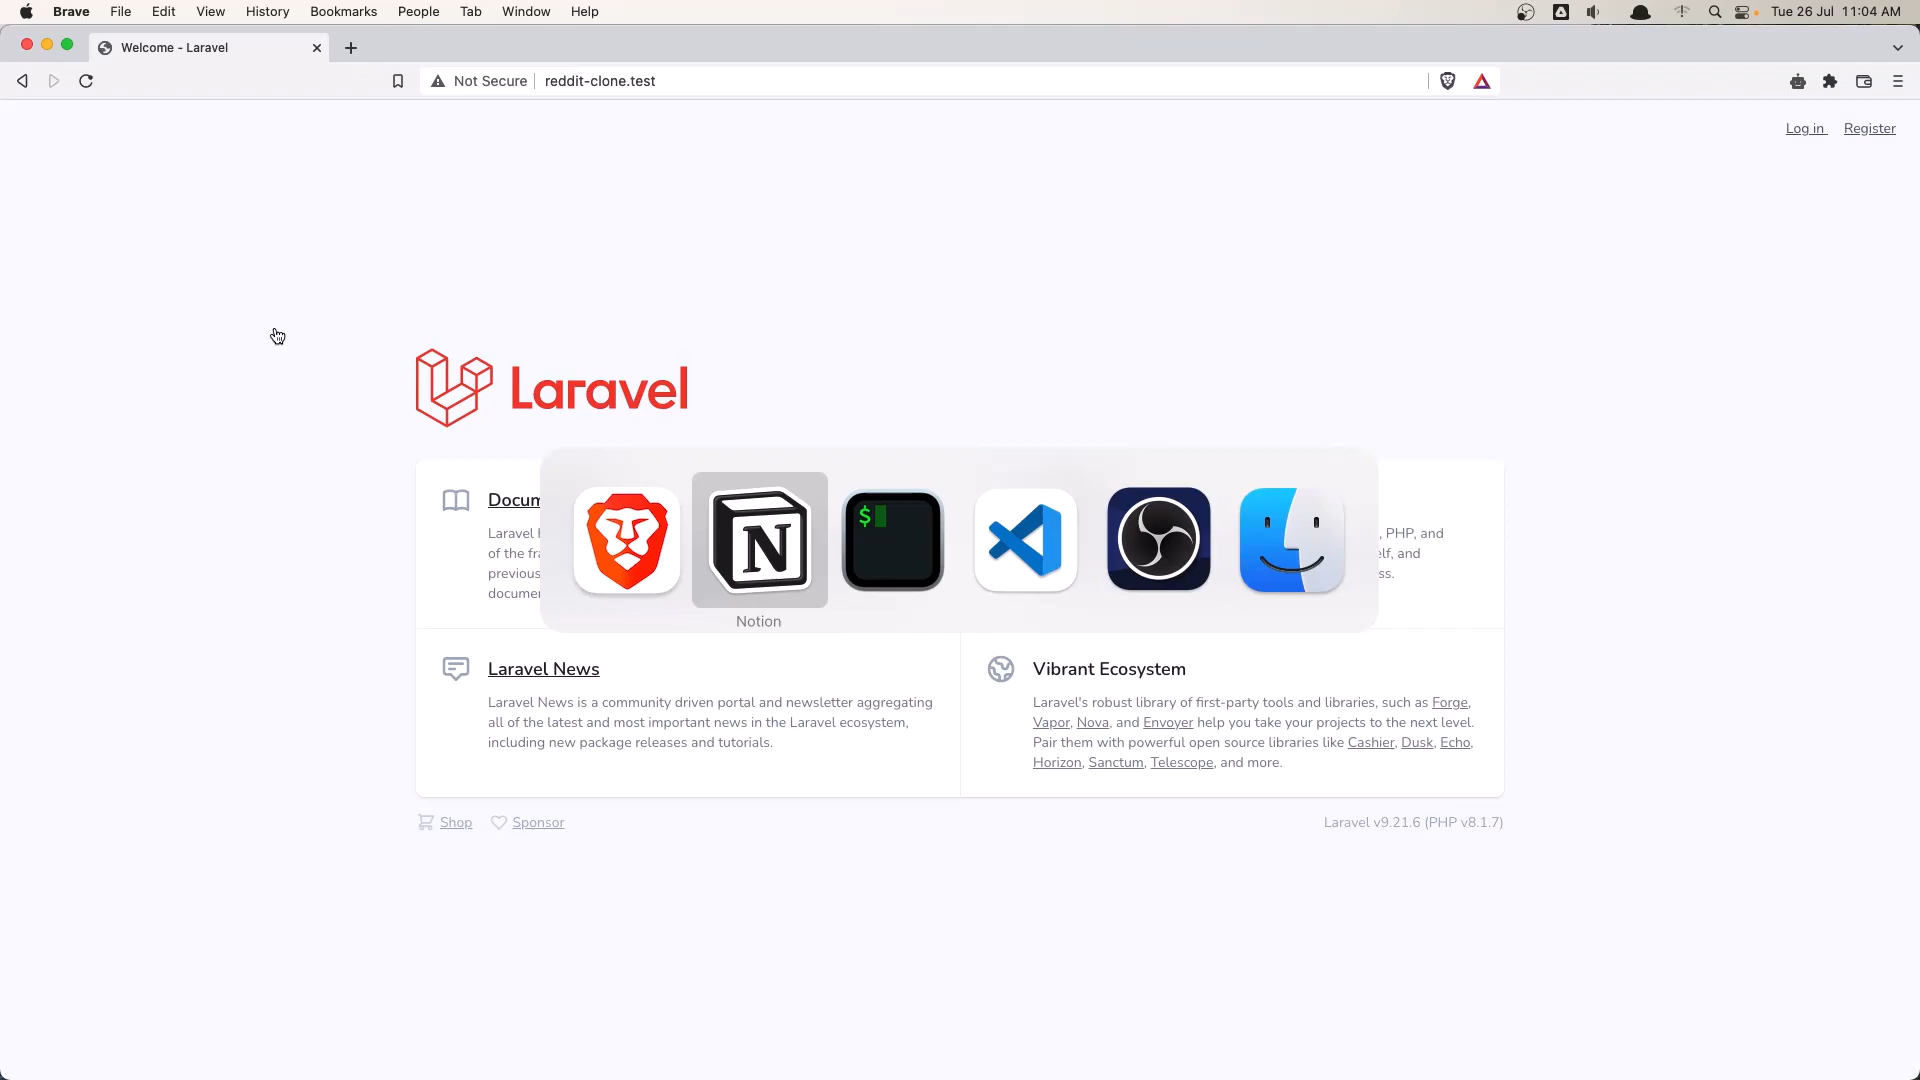 Brave File Edit View History Bookmarks People Tab Window Help Tue 26 Jul 11:04 AM
Welcome - Laravel
Not Secure reddit-clone.test
Log in Register
Laravel
Docum
Laravel
of the
previous
documen
, PHP, and
elf, and
ss.
N
$
Notion
Laravel News
Laravel News is a community driven portal and newsletter aggregating
all of the latest and most important news in the Laravel ecosystem,
including new package releases and tutorials.
Vibrant Ecosystem
Laravel's robust library of first-party tools and libraries, such as Forge,
Vapor, Nova, and Envoyer help you take your projects to the next level.
Pair them with powerful open source libraries like Cashier, Dusk, Echo,
Horizon, Sanctum, Telescope, and more.
Shop Sponsor
Laravel v9.21.6 (PHP v8.1.7)